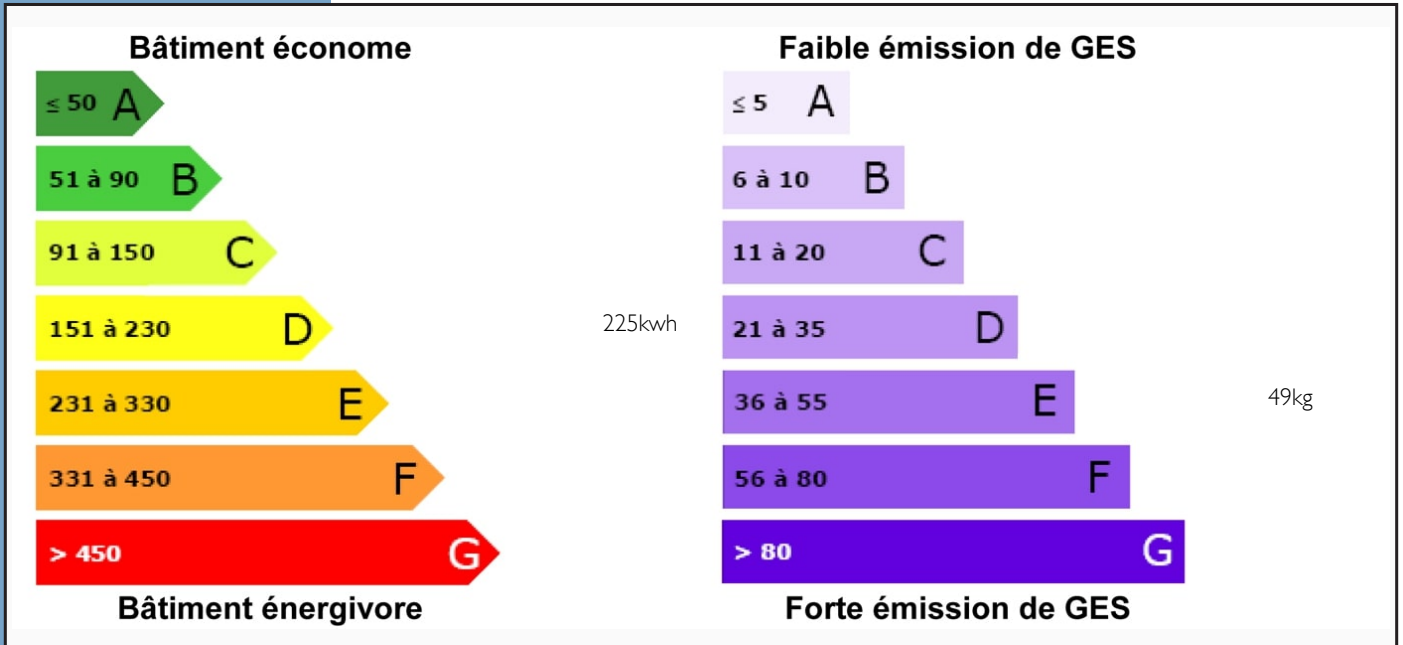 Bâtiment économe
≤ 50 A
51 à 90 B
91 à 150 C
151 à 230 D
225kwh
231 à 330 E
331 à 450 F
> 450 G
Bâtiment énergivore
Faible émission de GES
≤ 5 A
6 à 10 B
11 à 20 C
21 à 35 D
36 à 55 E
49kg
56 à 80 F
> 80 G
Forte émission de GES